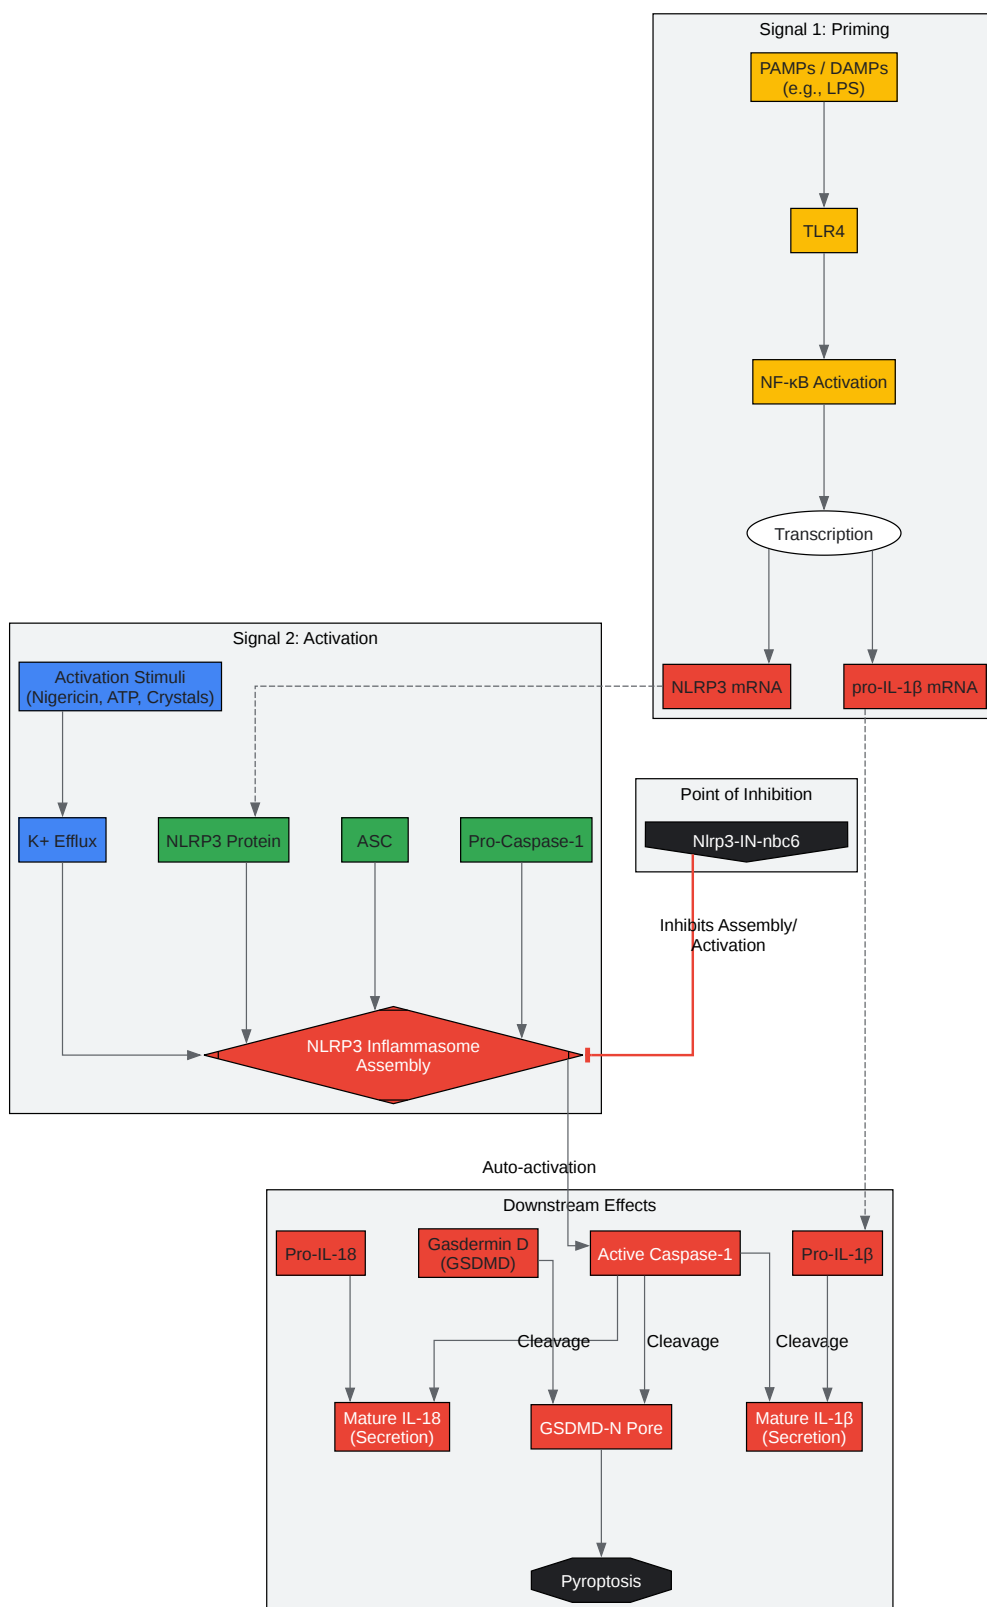 Signal 1: Priming
PAMPs / DAMPs
(e.g., LPS)
TLR4
NF-κB Activation
Transcription
NLRP3 mRNA
pro-IL-1β mRNA
Signal 2: Activation
Activation Stimuli
(Nigericin, ATP, Crystals)
K+ Efflux
NLRP3 Protein
ASC
Pro-Caspase-1
Point of Inhibition
Nlrp3-IN-nbc6
Inhibits Assembly/
Activation
NLRP3 Inflammasome
Assembly
Auto-activation
Downstream Effects
Pro-IL-18
Gasdermin D
(GSDMD)
Active Caspase-1
Pro-IL-1β
Cleavage
Cleavage
Cleavage
Mature IL-18
(Secretion)
GSDMD-N Pore
Mature IL-1β
(Secretion)
Pyroptosis